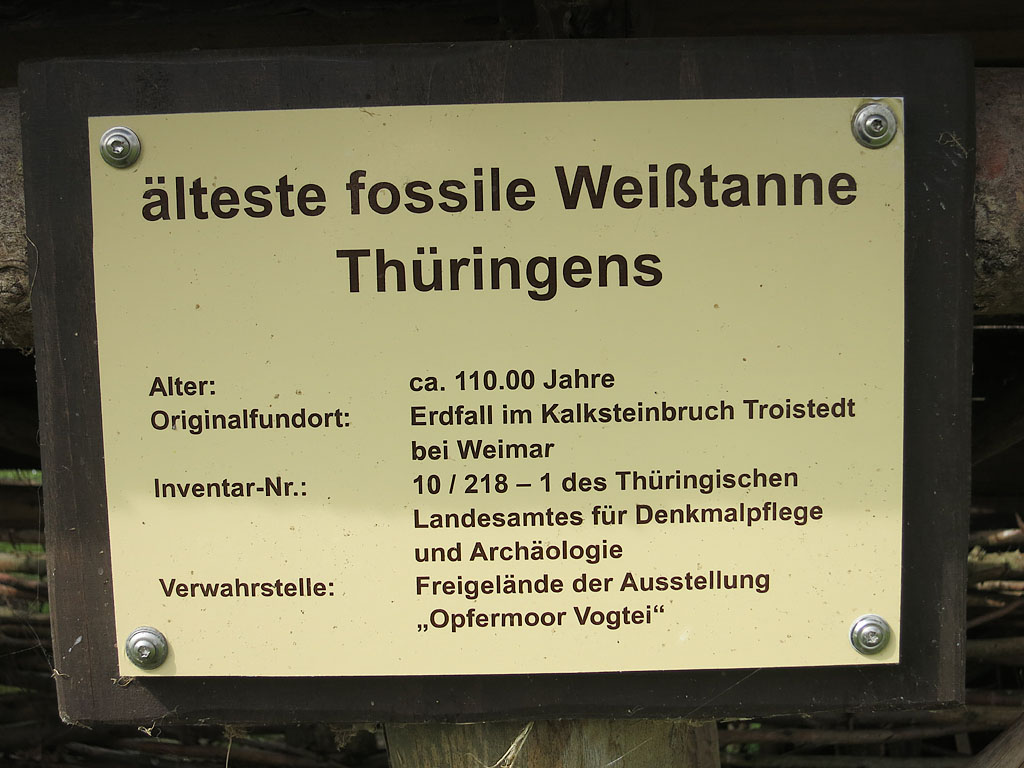 älteste fossile Weißtanne
Thüringens
Alter: ca. 110.00 Jahre
Originalfundort: Erdfall im Kalksteinbruch Troistedt
bei Weimar
Inventar-Nr.: 10 / 218 – 1 des Thüringischen
Landesamtes für Denkmalpflege
und Archäologie
Verwahrstelle: Freigelände der Ausstellung
„Opfermoor Vogtei“